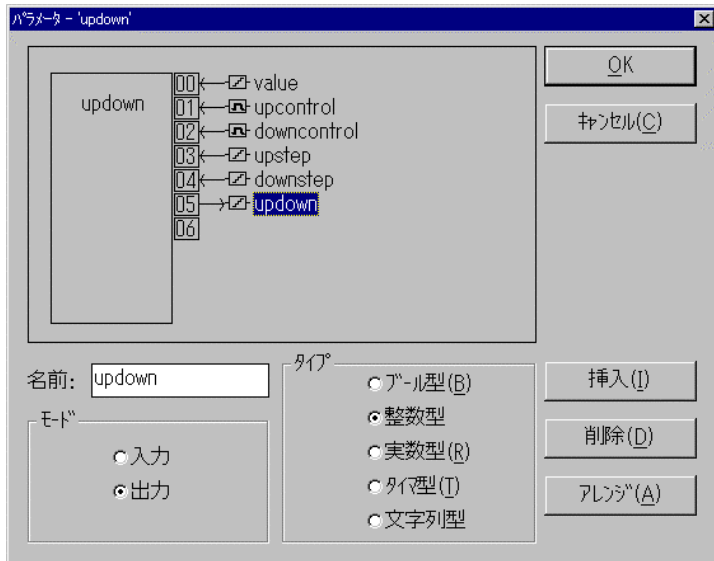 ﾊﾟﾗﾒｰﾀ - 'updown'
updown
00 value
01 upcontrol
02 downcontrol
03 upstep
04 downstep
05 updown
06
OK
ｷｬﾝｾﾙ(C)
名前: updown
ﾓｰﾄﾞ
入力
出力
ﾀｲﾌﾟ
ﾌﾞｰﾙ型(B)
整数型
実数型(R)
ﾀｲﾏ型(T)
文字列型
挿入(I)
削除(D)
ｱﾚﾝｼﾞ(A)